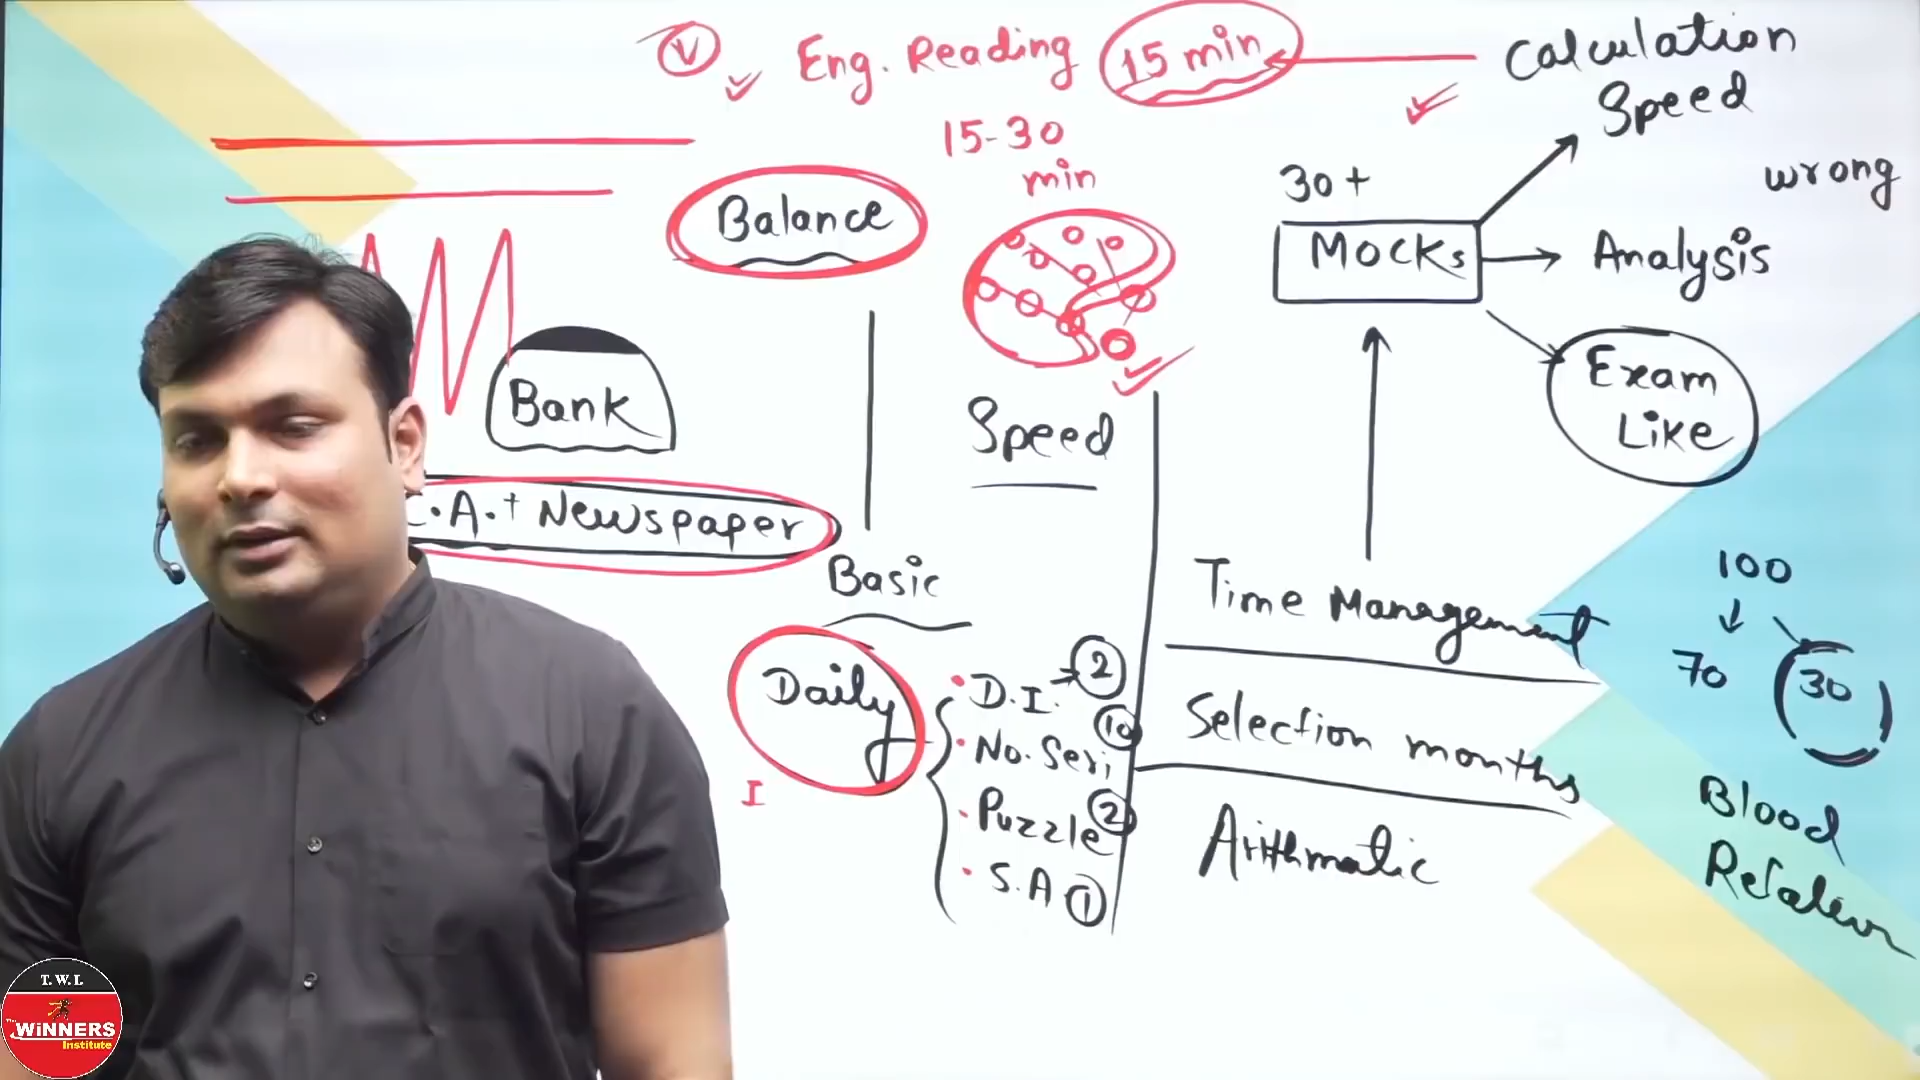 V Eng. Reading 15 min
15-30
min
Calculation
Speed
wrong
30+
Mocks
Analysis
Exam
Like
Balance
Bank
Speed
C.A.+ Newspaper
Basic
Daily
I
• D.I. → 2
• No. Seri 10
• Puzzle 2
• S.A 1
Time Management
Selection months
Arithmatic
100
70 30
Blood
T.W.I.
The
WiNNERS
Institute